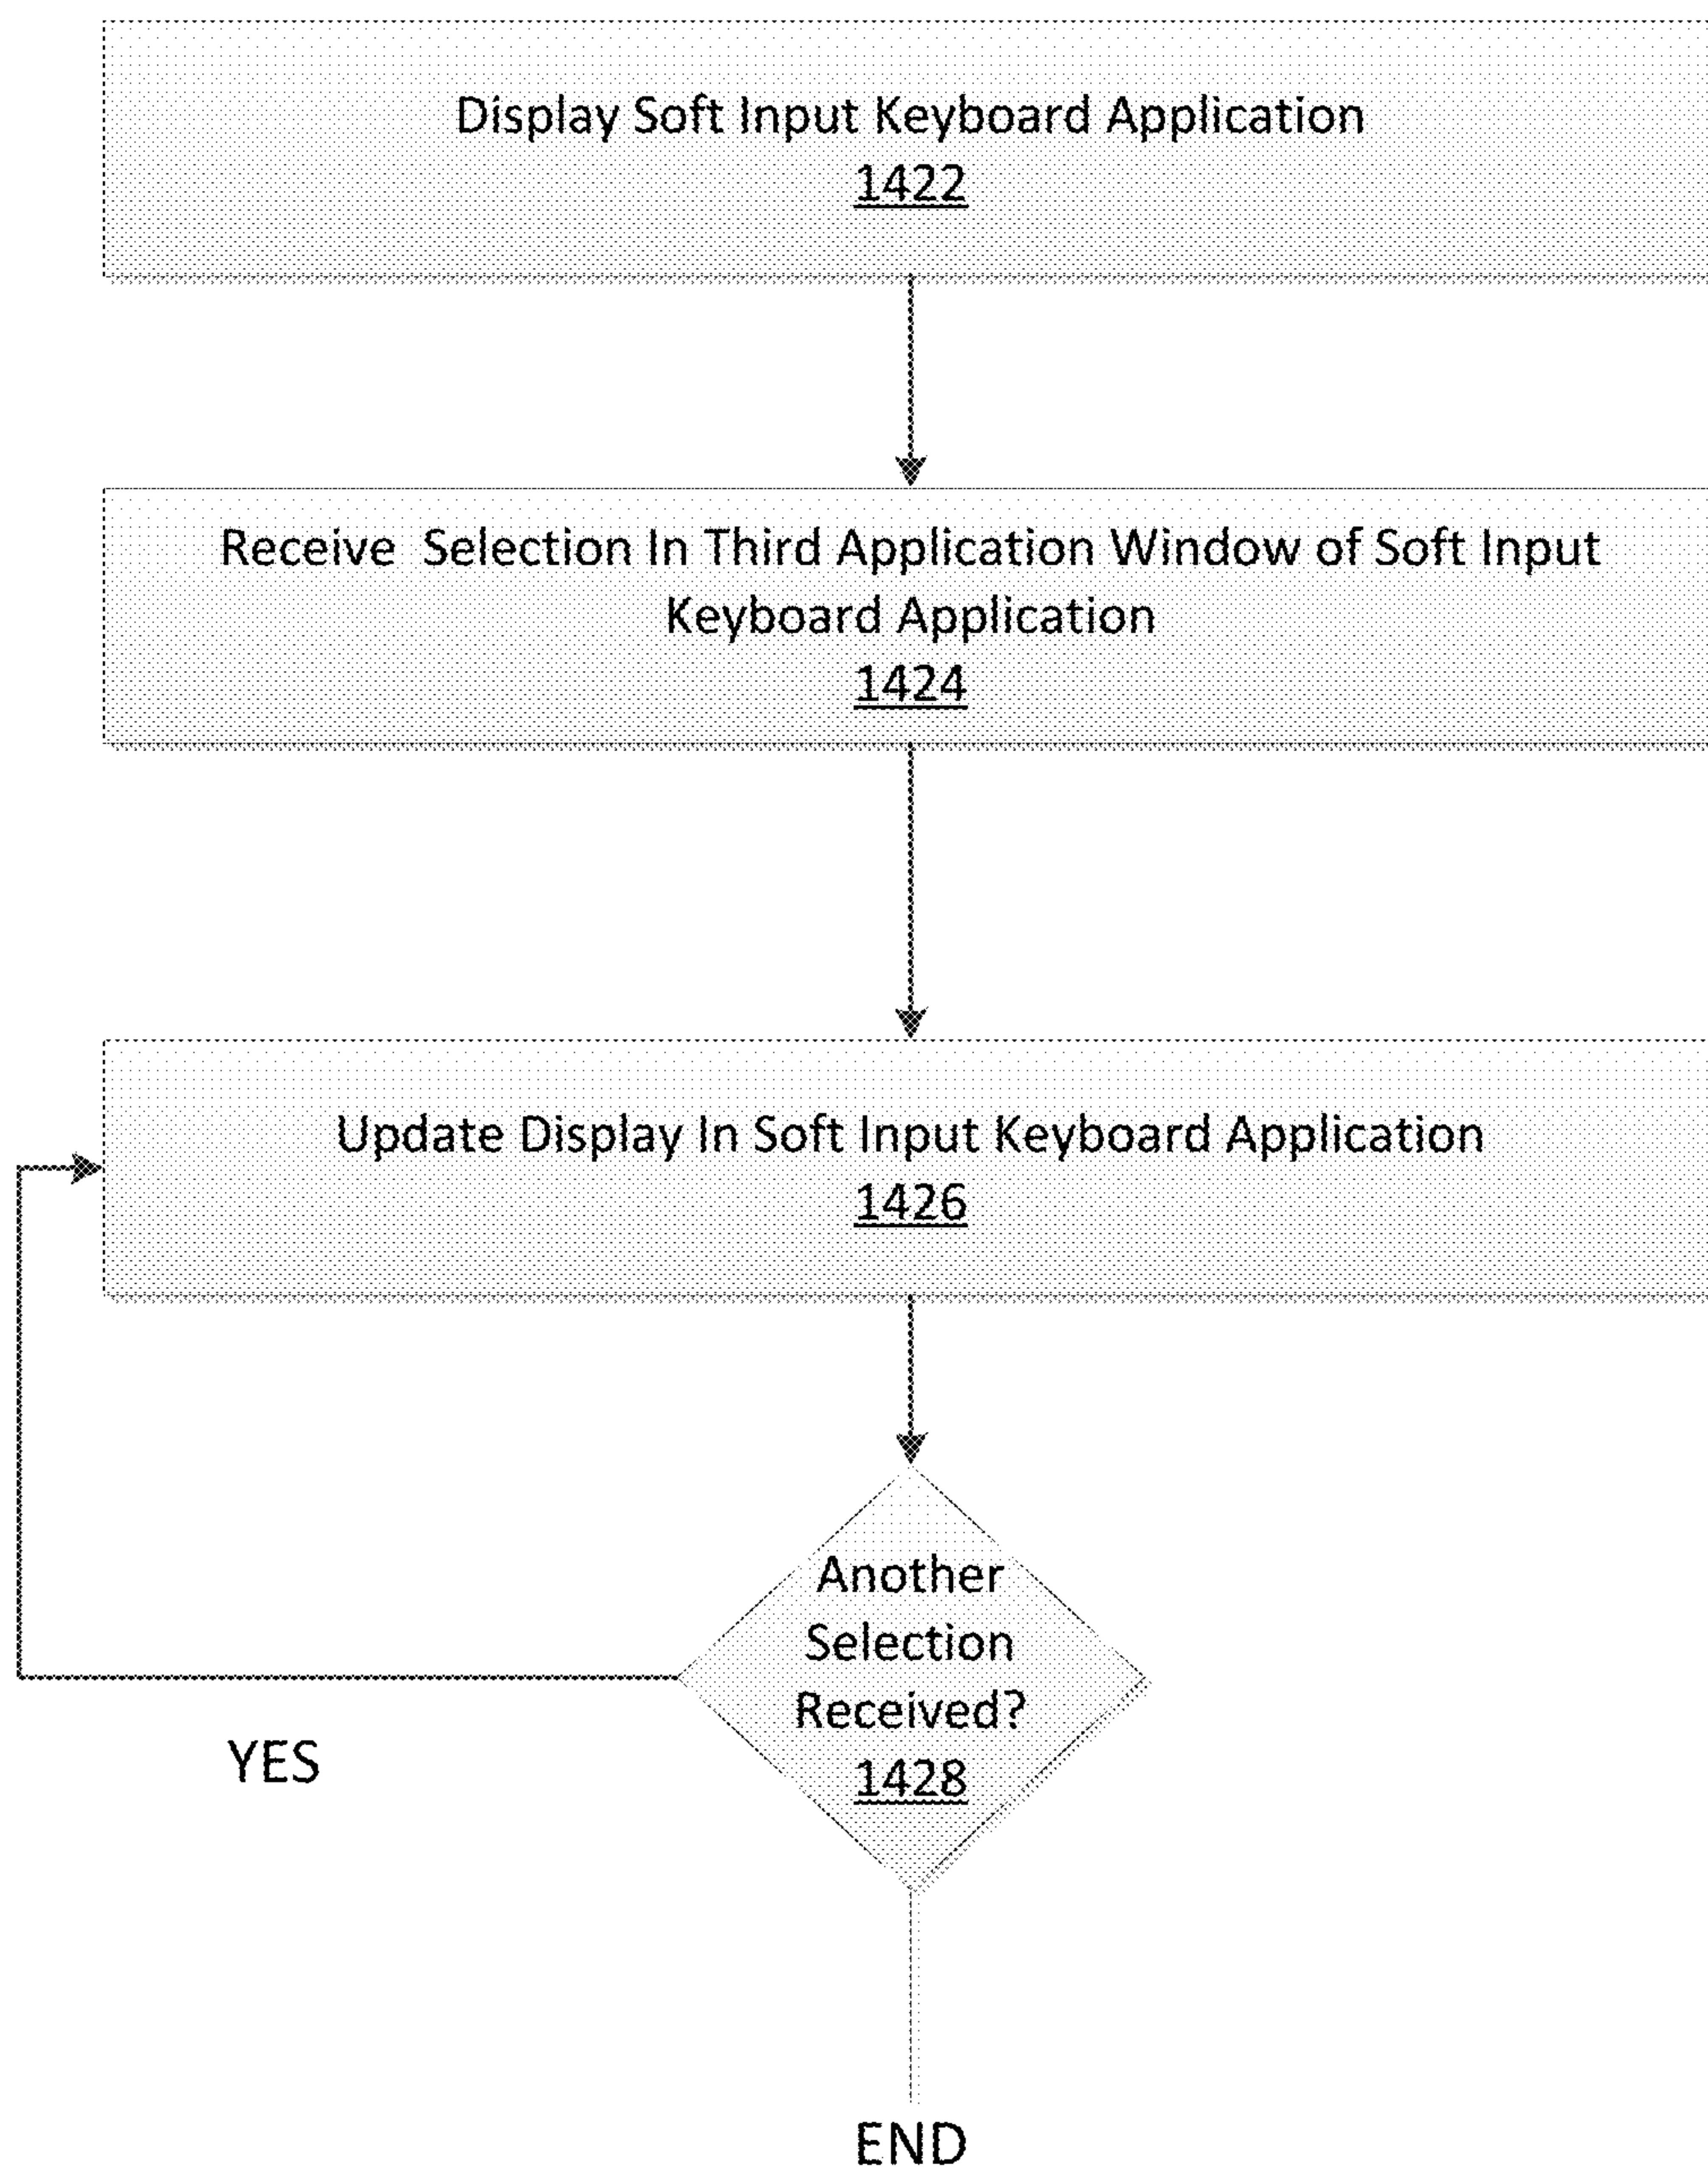 Display Soft Input Keyboard Application
1422
Receive  Selection In Third Application Window of Soft Input
Keyboard Application
1424
Update Display In Soft Input Keyboard Application
1426
Another
Selection
Received?
1428
YES
END